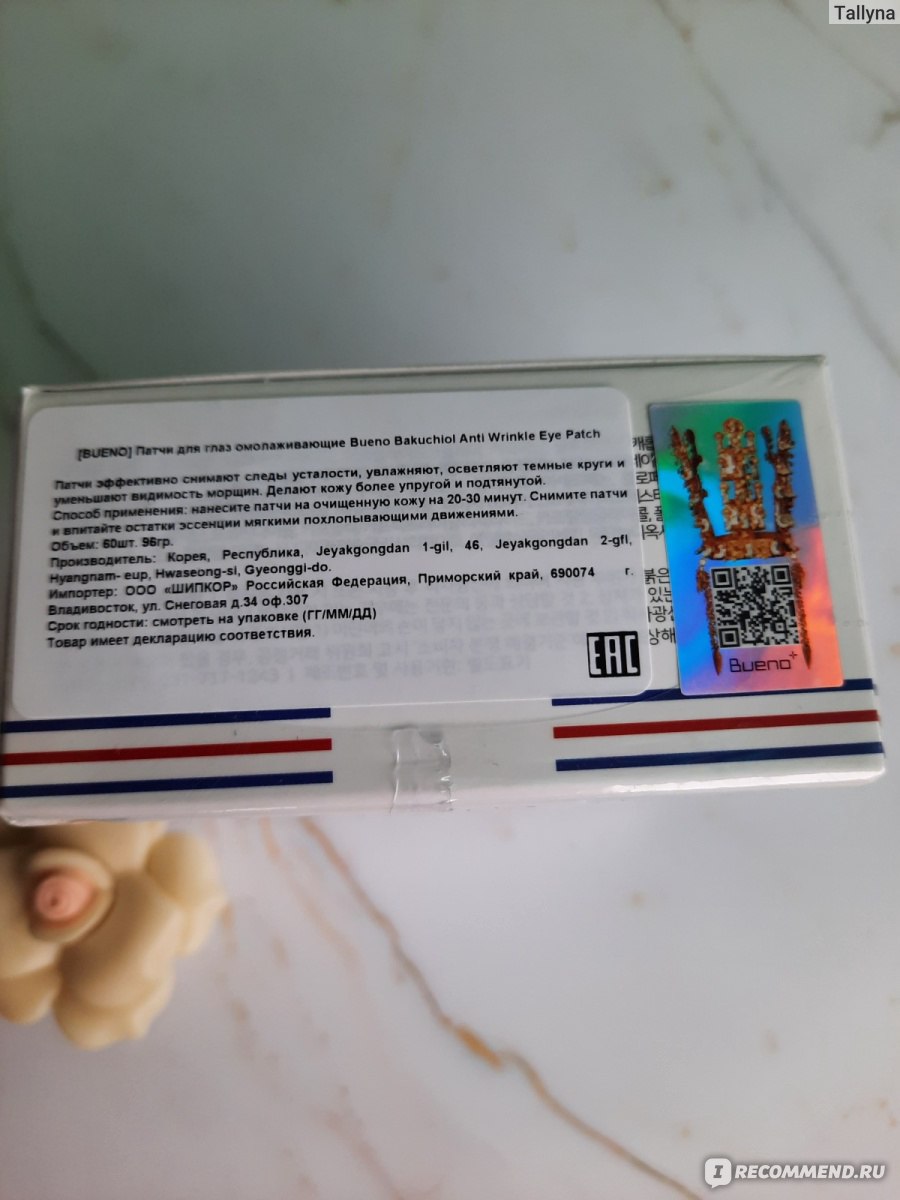 Tallyna
[BUENO] Патчи для глаз омолаживающие Bueno Bakuchiol Anti Wrinkle Eye Patch
Патчи эффективно снимают следы усталости, увлажняют, осветляют темные круги и
уменьшают видимость морщин. Делают кожу более упругой и подтянутой.
Способ применения: нанесите патчи на очищенную кожу на 20-30 минут. Снимите патчи
и впитайте остатки эссенции мягкими похлопывающими движениями.
Объем: 60шт. 96гр.
Производитель: Корея, Республика, Jeyakgongdan 1-gil, 46, Jeyakgongdan 2-gfl,
Hyangnam- eup, Hwaseong-si, Gyeonggi-do.
Импортер: ООО «ШИПКОР» Российская Федерация, Приморский край, 690074 г.
Владивосток, ул. Снеговая д.34 оф.307
Срок годности: смотреть на упаковке (ГГ/ММ/ДД)
Товар имеет декларацию соответствия.
EAC
Bueno+
IRECOMMEND.RU